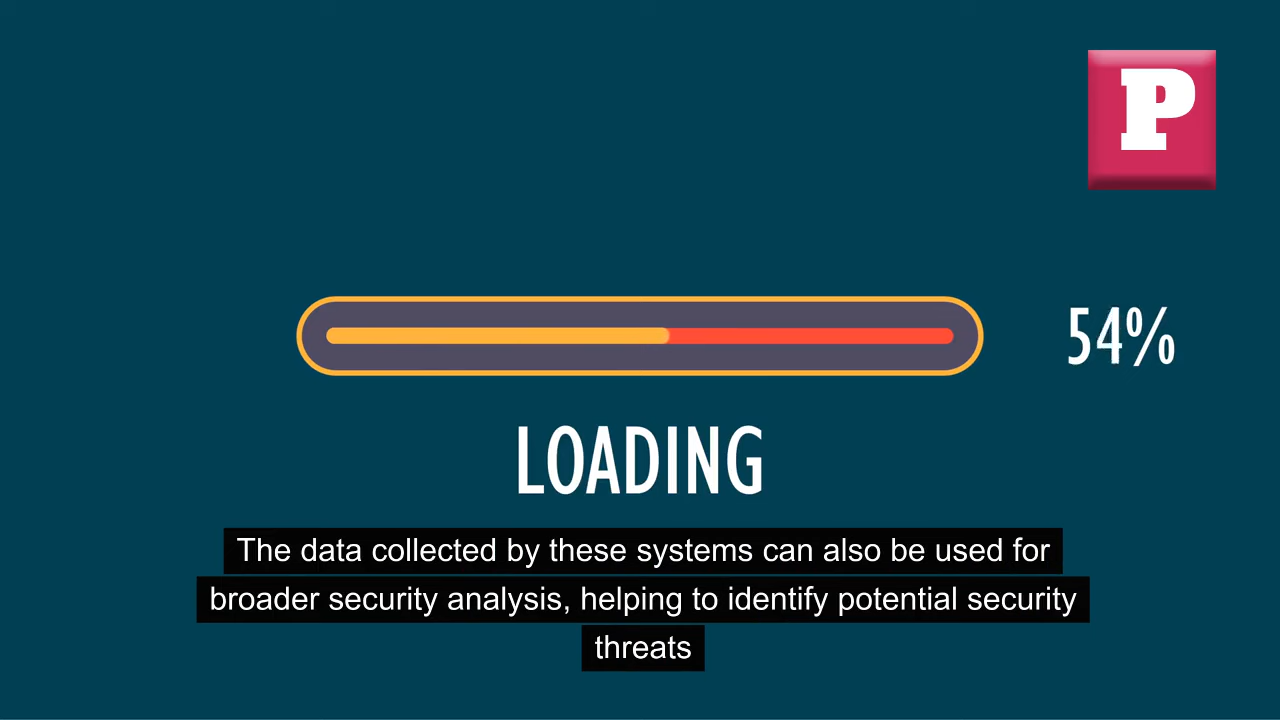 P
54%
LOADING
The data collected by these systems can also be used for
broader security analysis, helping to identify potential security
threats